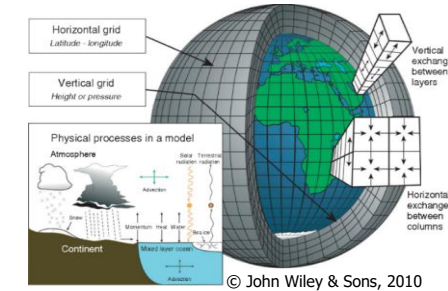 Horizontal grid
Latitude - longitude
Vertical grid
Height or pressure
Vertical
exchange
between
layers
Horizontal
exchange
between
columns
Physical processes in a model
Atmosphere
Solar
radiation
Terrestrial
radiation
Advection
Snow
Momentum Heat Water
Sea ice
Continent
Mixed layer ocean
Advection
© John Wiley & Sons, 2010